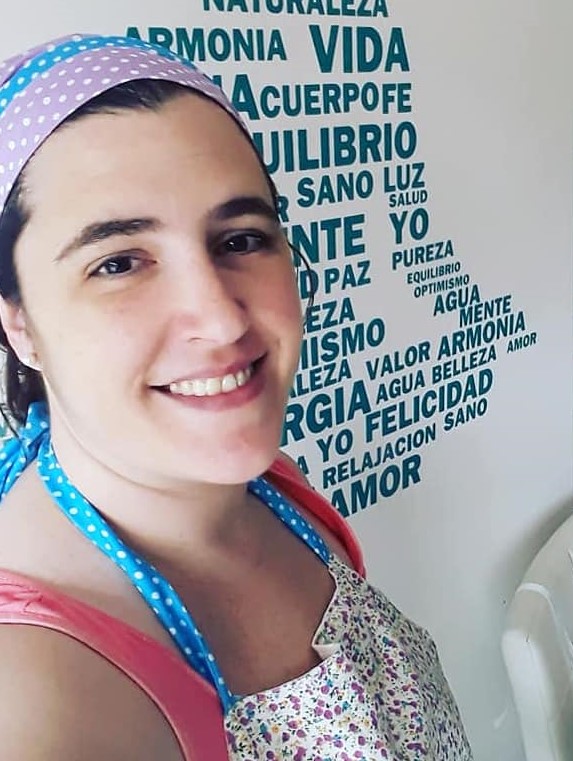 NATURALEZA
ARMONIA VIDA
CUERPO FE
SANO LUZ
SALUD
YO
PAZ PUREZA
EQUILIBRIO
OPTIMISMO
AGUA
MENTE
VALOR ARMONIA
AGUA BELLEZA AMOR
FELICIDAD
YO
RELAJACION SANO
AMOR